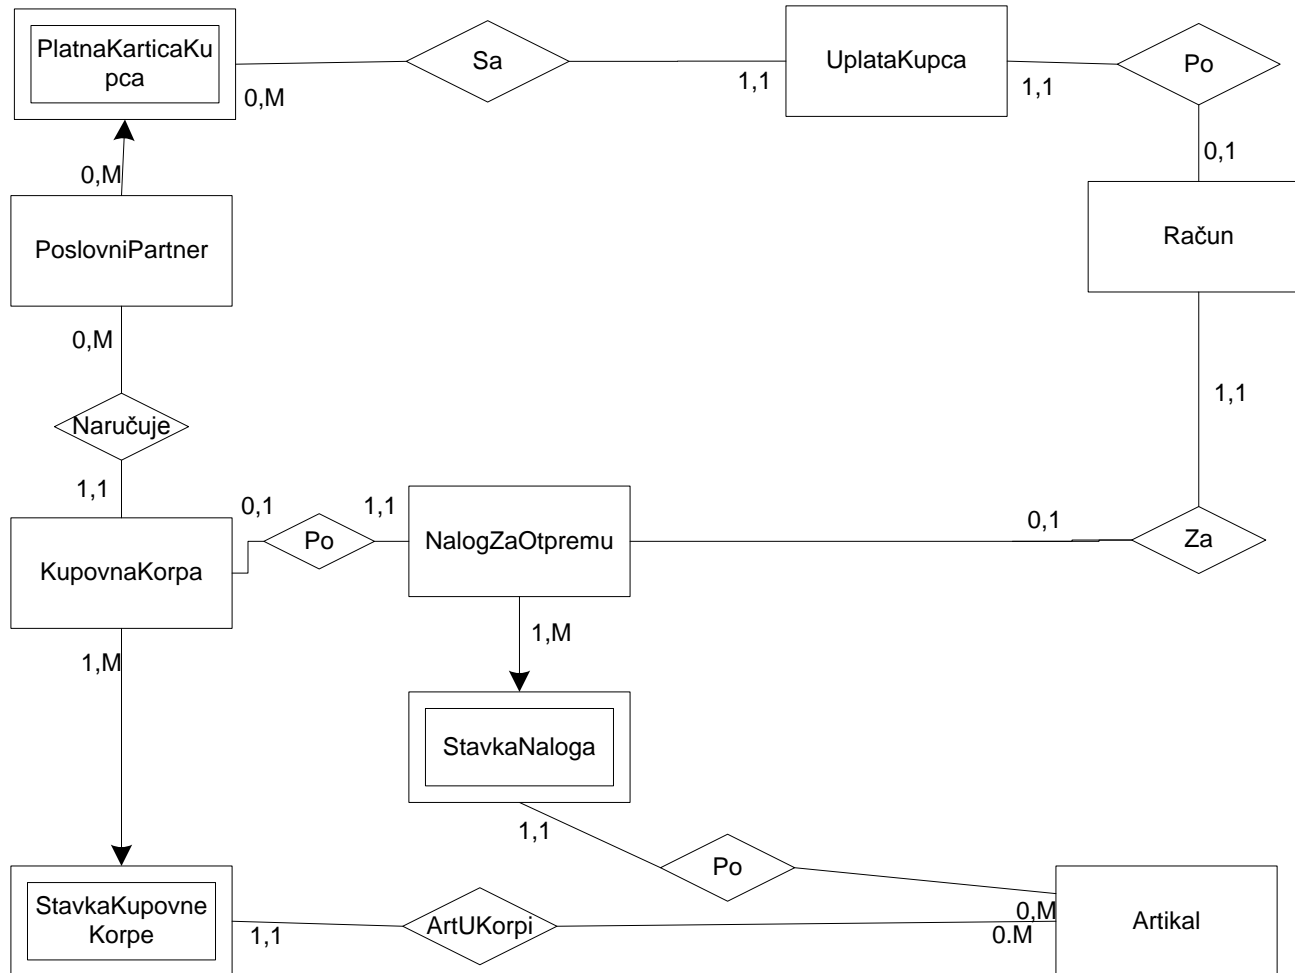 PlatnaKarticaKu
pca
Sa
UplataKupca
Po
0,M
1,1
1,1
0,1
0,M
PoslovniPartner
Račun
0,M
1,1
Naručuje
1,1
0,1
1,1
0,1
Po
NalogZaOtpremu
Za
KupovnaKorpa
1,M
1,M
StavkaNaloga
1,1
Po
StavkaKupovne
Korpe
1,1
ArtUKorpi
0,M
0.M
Artikal